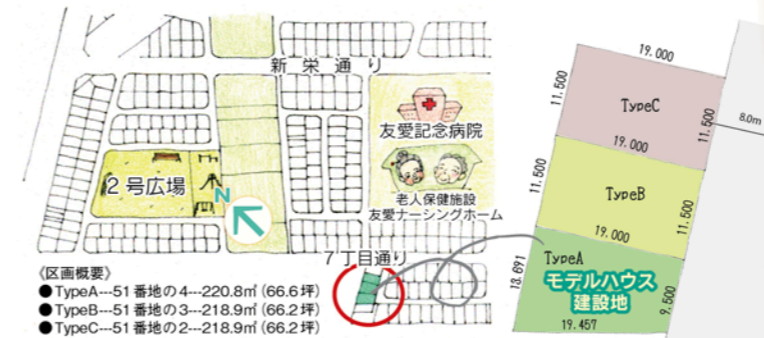 新栄通り
友愛記念病院
2号広場
N
老人保健施設
友愛ナーシングホーム
7丁目通り
《区画概要》
●TypeA---51番地の4---220.8㎡(66.6坪)
●TypeB---51番地の3---218.9㎡(66.2坪)
●TypeC---51番地の2---218.9㎡(66.2坪)
19.000
11.500
TypeC
11.500
8.0m
19.000
11.500
TypeB
11.500
19.000
TypeA
13.691
モデルハウス
建設地
9.500
19.457